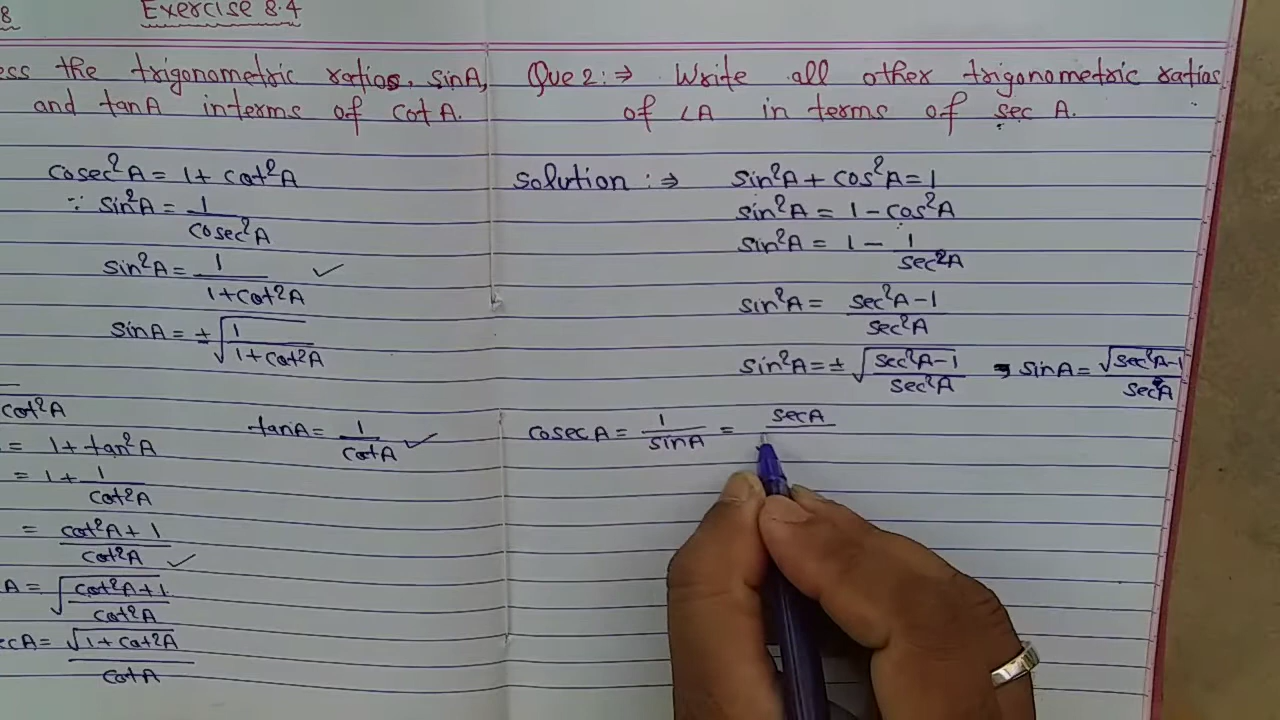 8 Exercise 8.4
ess the trigonometric ratios, sinA,
and tanA interms of cot A.
cosec²A = 1 + cot²A
∵ sin²A = 1/cosec²A
sin²A = 1/1+cot²A ✓
sinA = ±√1/1+cot²A
cot²A
= 1 + tan²A
= 1 + 1/cot²A
= cot²A + 1/cot²A ✓
A = √cot²A+1/cot²A
ecA = √1+cot²A/cotA
tanA = 1/cotA ✓
Que 2:⇒ Write all other trigonometric ratios
of ∠A in terms of sec A.
Solution :⇒ sin²A + cos²A = 1
sin²A = 1 - cos²A
sin²A = 1 - 1/sec²A
sin²A = sec²A-1/sec²A
sin²A = ± √sec²A-1/sec²A ⇒ sinA = √sec²A-1/secA
cosecA = 1/sinA = secA